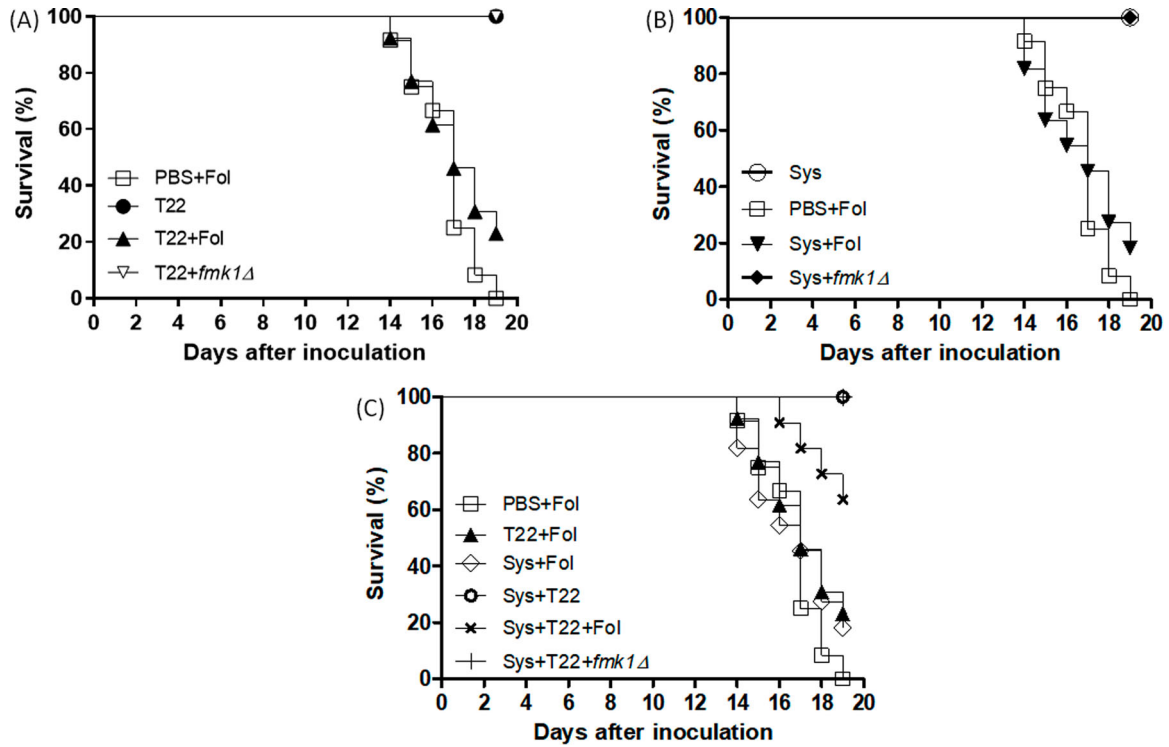 (A)
Survival (%)
100
80
60
40
20
0
PBS+Fol
T22
T22+Fol
T22+fmk1Δ
0 2 4 6 8 10 12 14 16 18 20
Days after inoculation
(B)
Survival (%)
100
80
60
40
20
0
Sys
PBS+Fol
Sys+Fol
Sys+fmk1Δ
0 2 4 6 8 10 12 14 16 18 20
Days after inoculation
(C)
Survival (%)
100
80
60
40
20
0
PBS+Fol
T22+Fol
Sys+Fol
Sys+T22
Sys+T22+Fol
Sys+T22+fmk1Δ
0 2 4 6 8 10 12 14 16 18 20
Days after inoculation